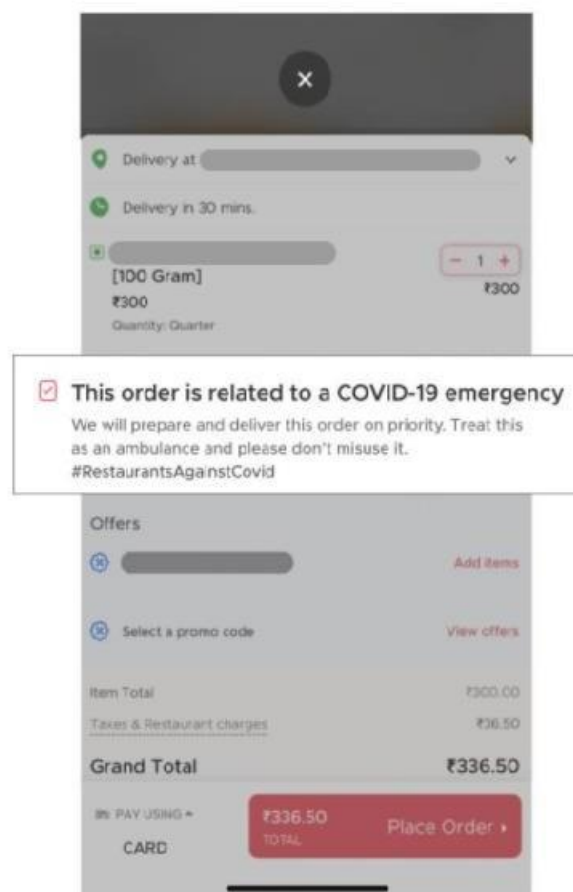 Delivery at
Delivery in 30 mins.
[100 Gram]
− 1 +
₹300
₹300
Quantity: Quarter
This order is related to a COVID-19 emergency
We will prepare and deliver this order on priority. Treat this
as an ambulance and please don't misuse it.
#RestaurantsAgainstCovid
Offers
Add items
Select a promo code
View offers
Item Total ₹300.00
Taxes & Restaurant charges ₹36.50
Grand Total ₹336.50
PAY USING
CARD
₹336.50
TOTAL
Place Order